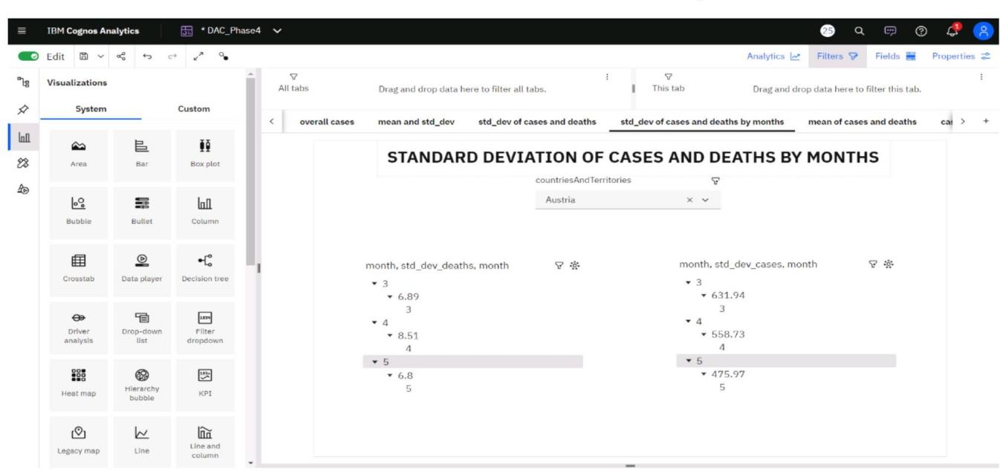 IBM Cognos Analytics
* DAC_Phase4
25
1
Edit
Analytics
Filters
Fields
Properties
Visualizations
System
Custom
Area
Bar
Box plot
Bubble
Bullet
Column
Crosstab
Data player
Decision tree
Driver
analysis
Drop-down
list
Filter
dropdown
Heat map
Hierarchy
bubble
KPI
Legacy map
Line
Line and
column
All tabs
Drag and drop data here to filter all tabs.
This tab
Drag and drop data here to filter this tab.
overall cases
mean and std_dev
std_dev of cases and deaths
std_dev of cases and deaths by months
mean of cases and deaths
STANDARD DEVIATION OF CASES AND DEATHS BY MONTHS
countriesAndTerritories
Austria
month, std_dev_deaths, month
3
6.89
3
4
8.51
4
5
6.8
5
month, std_dev_cases, month
3
631.94
3
4
558.73
4
5
475.97
5